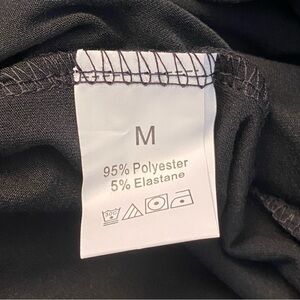 M
95% Polyester
5% Elastane